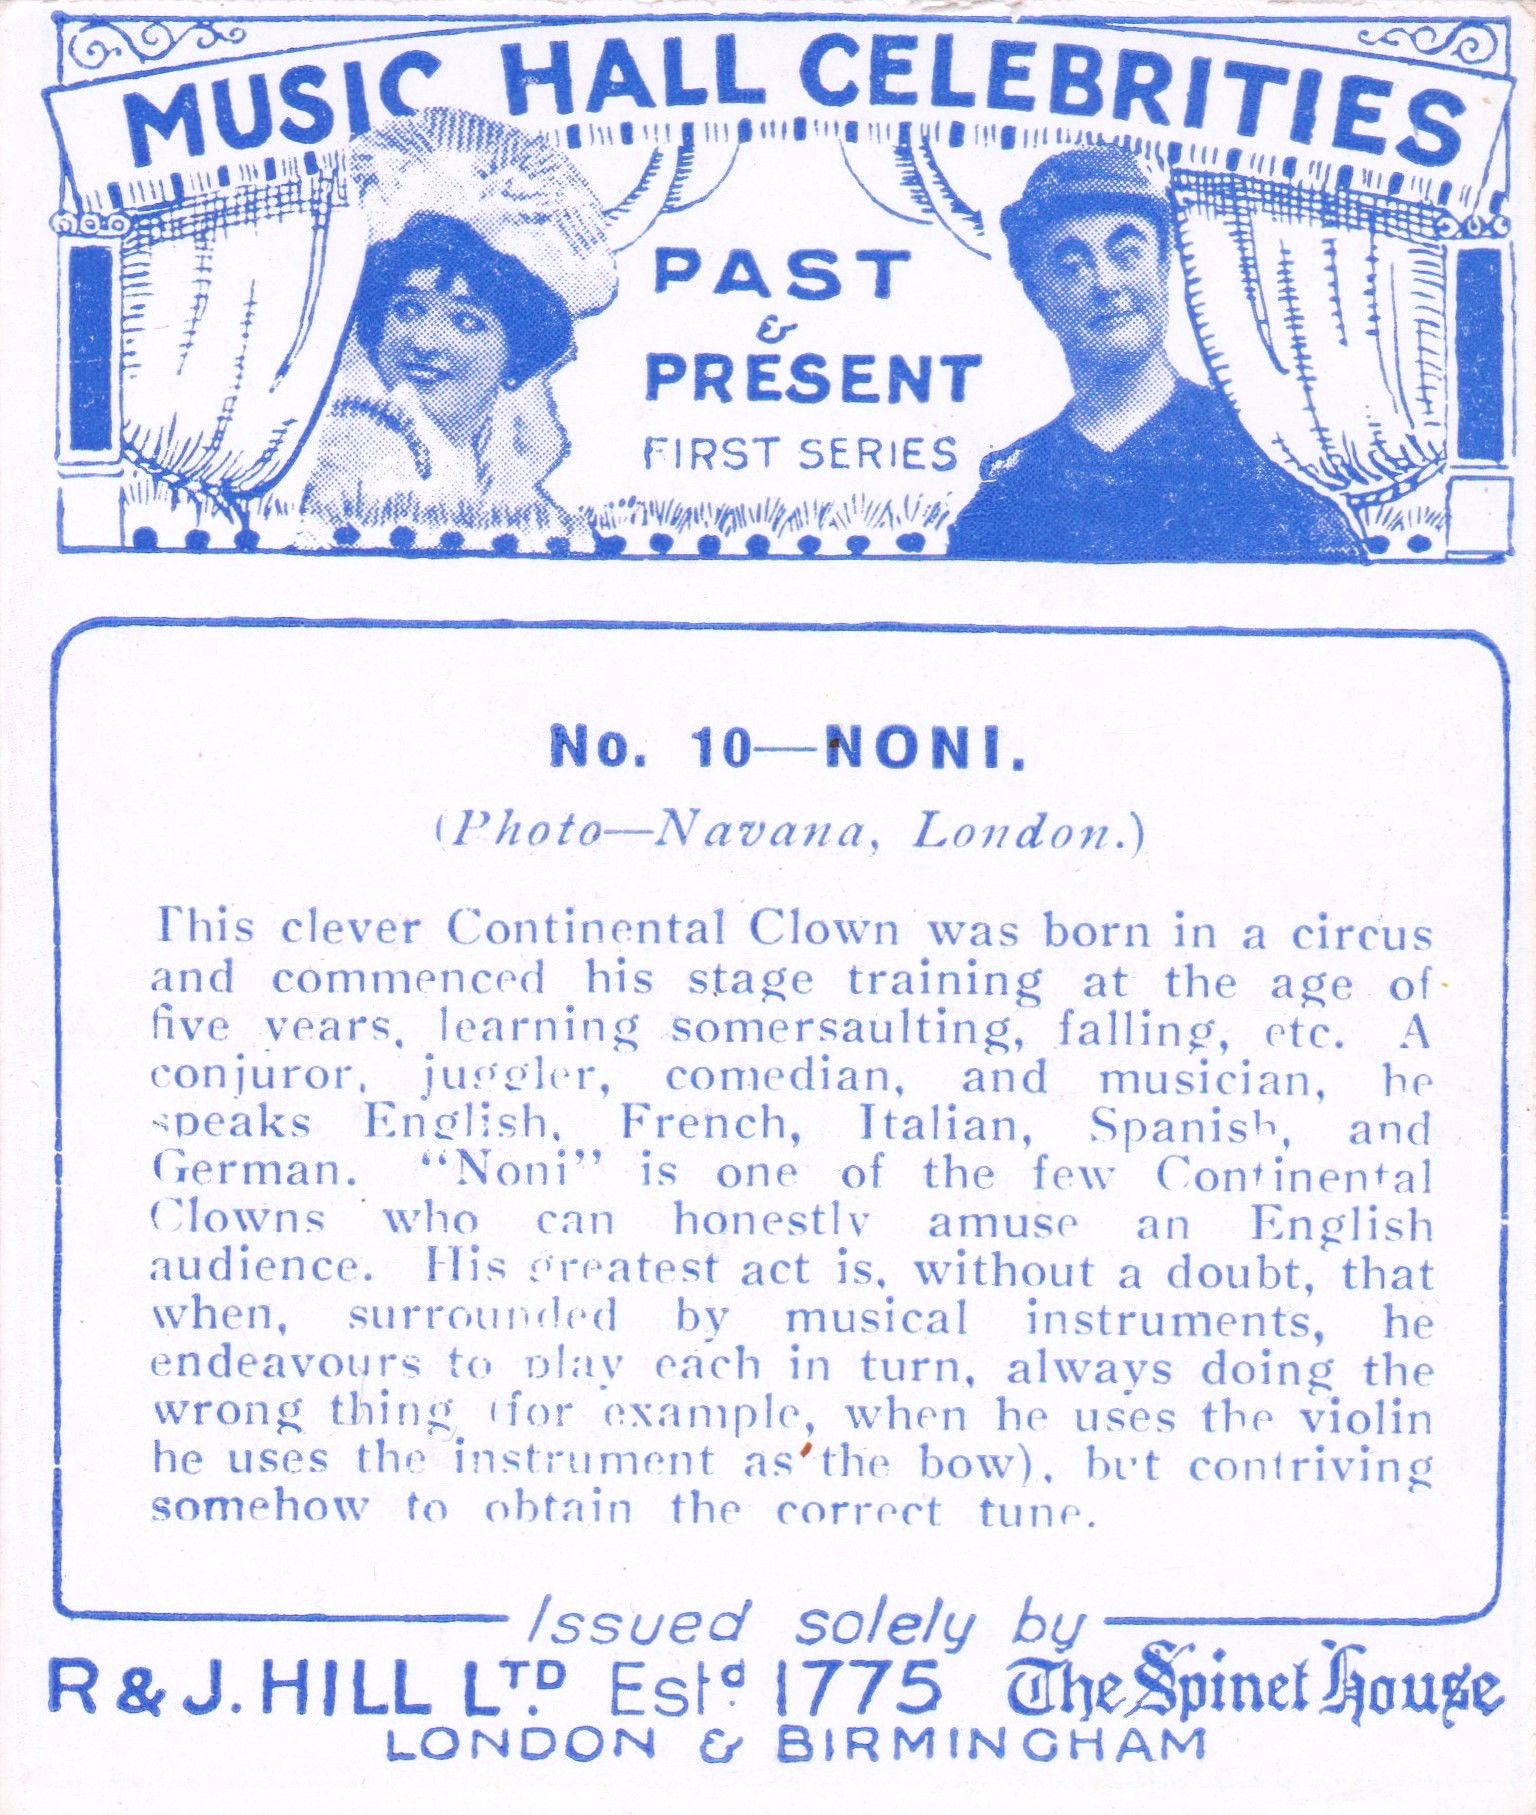 MUSIC HALL CELEBRITIES
PAST
&
PRESENT
FIRST SERIES
No. 10—NONI.
(Photo—Navana, London.)
This clever Continental Clown was born in a circus
and commenced his stage training at the age of
five years, learning somersaulting, falling, etc. A
conjuror, juggler, comedian, and musician, he
speaks English, French, Italian, Spanish, and
German. “Noni” is one of the few Continental
Clowns who can honestly amuse an English
audience. His greatest act is, without a doubt, that
when, surrounded by musical instruments, he
endeavours to play each in turn, always doing the
wrong thing (for example, when he uses the violin
he uses the instrument as the bow), but contriving
somehow to obtain the correct tune.
Issued solely by
R & J. HILL LTD. Estd. 1775 The Spinet House
LONDON & BIRMINGHAM